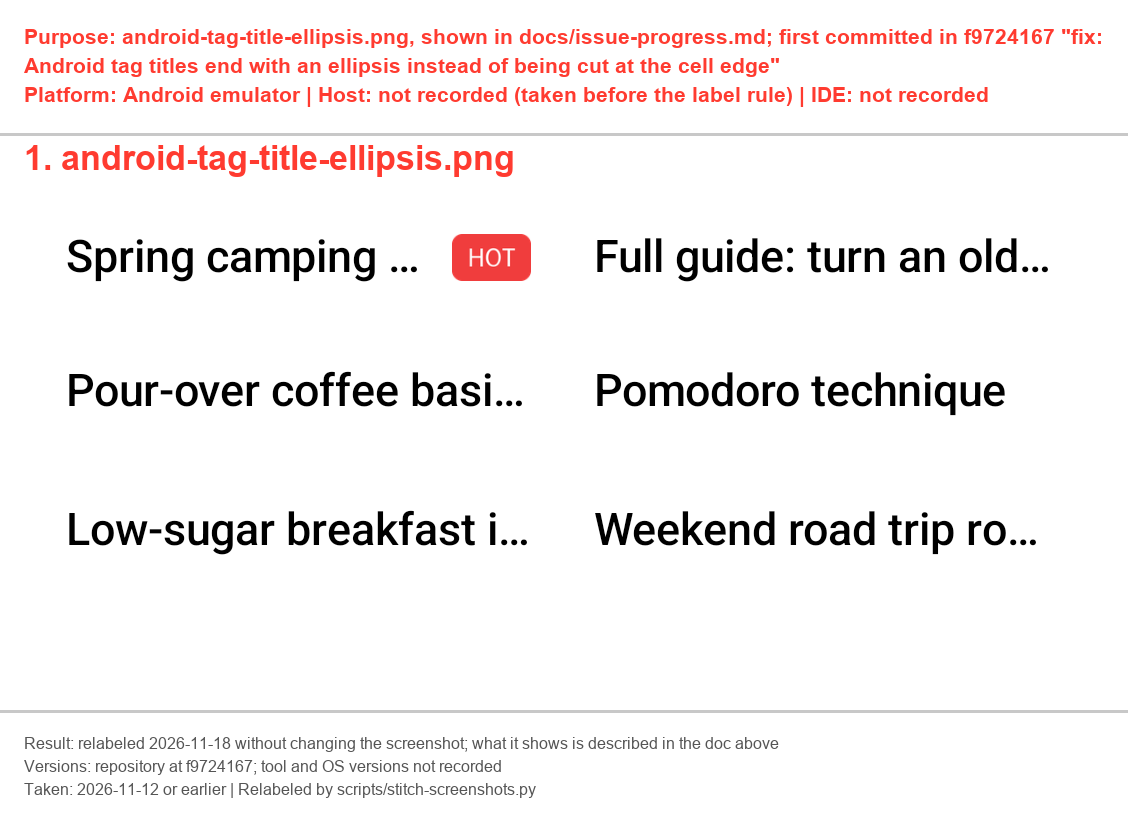 Purpose: android-tag-title-ellipsis.png, shown in docs/issue-progress.md; first committed in f9724167 "fix:
Android tag titles end with an ellipsis instead of being cut at the cell edge"
Platform: Android emulator | Host: not recorded (taken before the label rule) | IDE: not recorded
1. android-tag-title-ellipsis.png
Spring camping ... HOT Full guide: turn an old...
Pour-over coffee basi... Pomodoro technique
Low-sugar breakfast i... Weekend road trip ro...
Result: relabeled 2026-11-18 without changing the screenshot; what it shows is described in the doc above
Versions: repository at f9724167; tool and OS versions not recorded
Taken: 2026-11-12 or earlier | Relabeled by scripts/stitch-screenshots.py